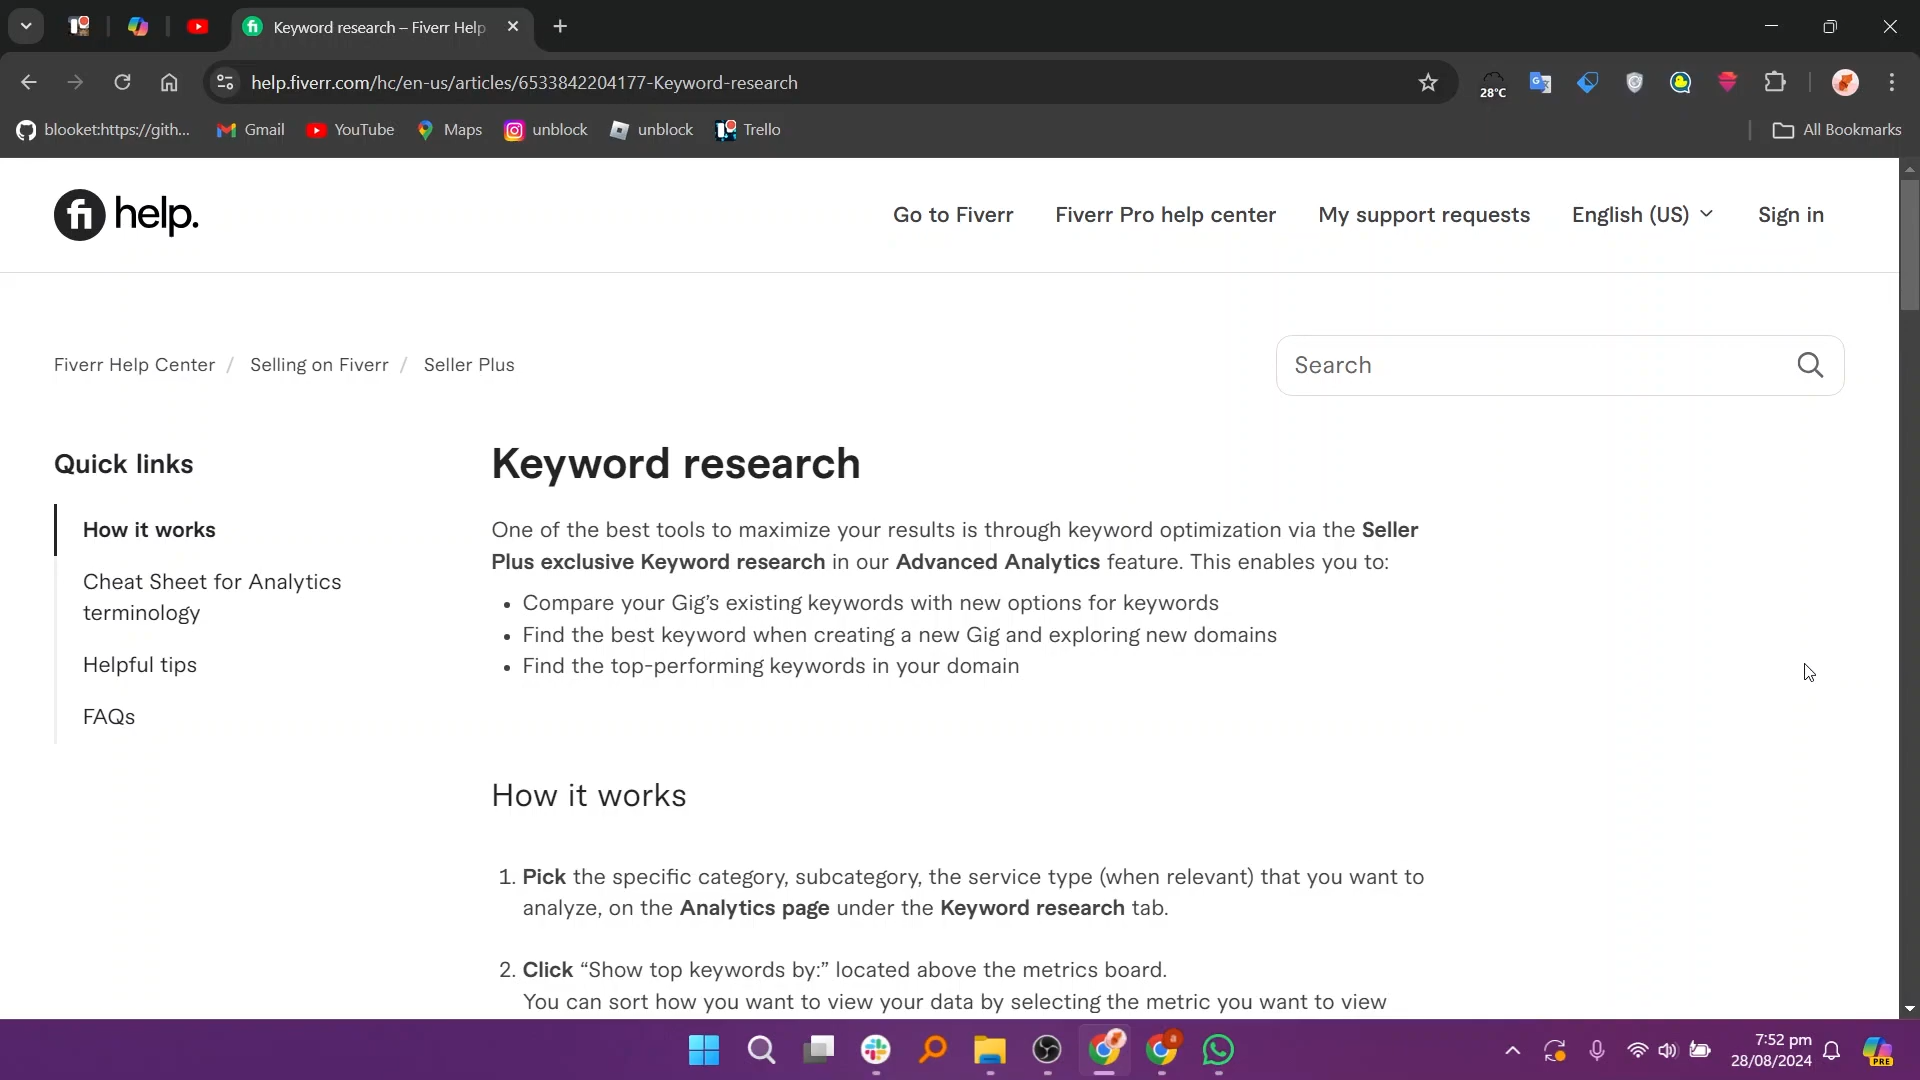 Keyword research – Fiverr Help
help.fiverr.com/hc/en-us/articles/6533842204177-Keyword-research
28°C
blooket:https://gith...
Gmail
YouTube
Maps
unblock
unblock
Trello
All Bookmarks
fi help.
Go to Fiverr
Fiverr Pro help center
My support requests
English (US)
Sign in
Fiverr Help Center / Selling on Fiverr / Seller Plus
Search
Quick links
How it works
Cheat Sheet for Analytics
terminology
Helpful tips
FAQs
Keyword research
One of the best tools to maximize your results is through keyword optimization via the Seller
Plus exclusive Keyword research in our Advanced Analytics feature. This enables you to:
• Compare your Gig’s existing keywords with new options for keywords
• Find the best keyword when creating a new Gig and exploring new domains
• Find the top-performing keywords in your domain
How it works
1. Pick the specific category, subcategory, the service type (when relevant) that you want to
analyze, on the Analytics page under the Keyword research tab.
2. Click “Show top keywords by:” located above the metrics board.
You can sort how you want to view your data by selecting the metric you want to view
7:52 pm
28/08/2024
PRE